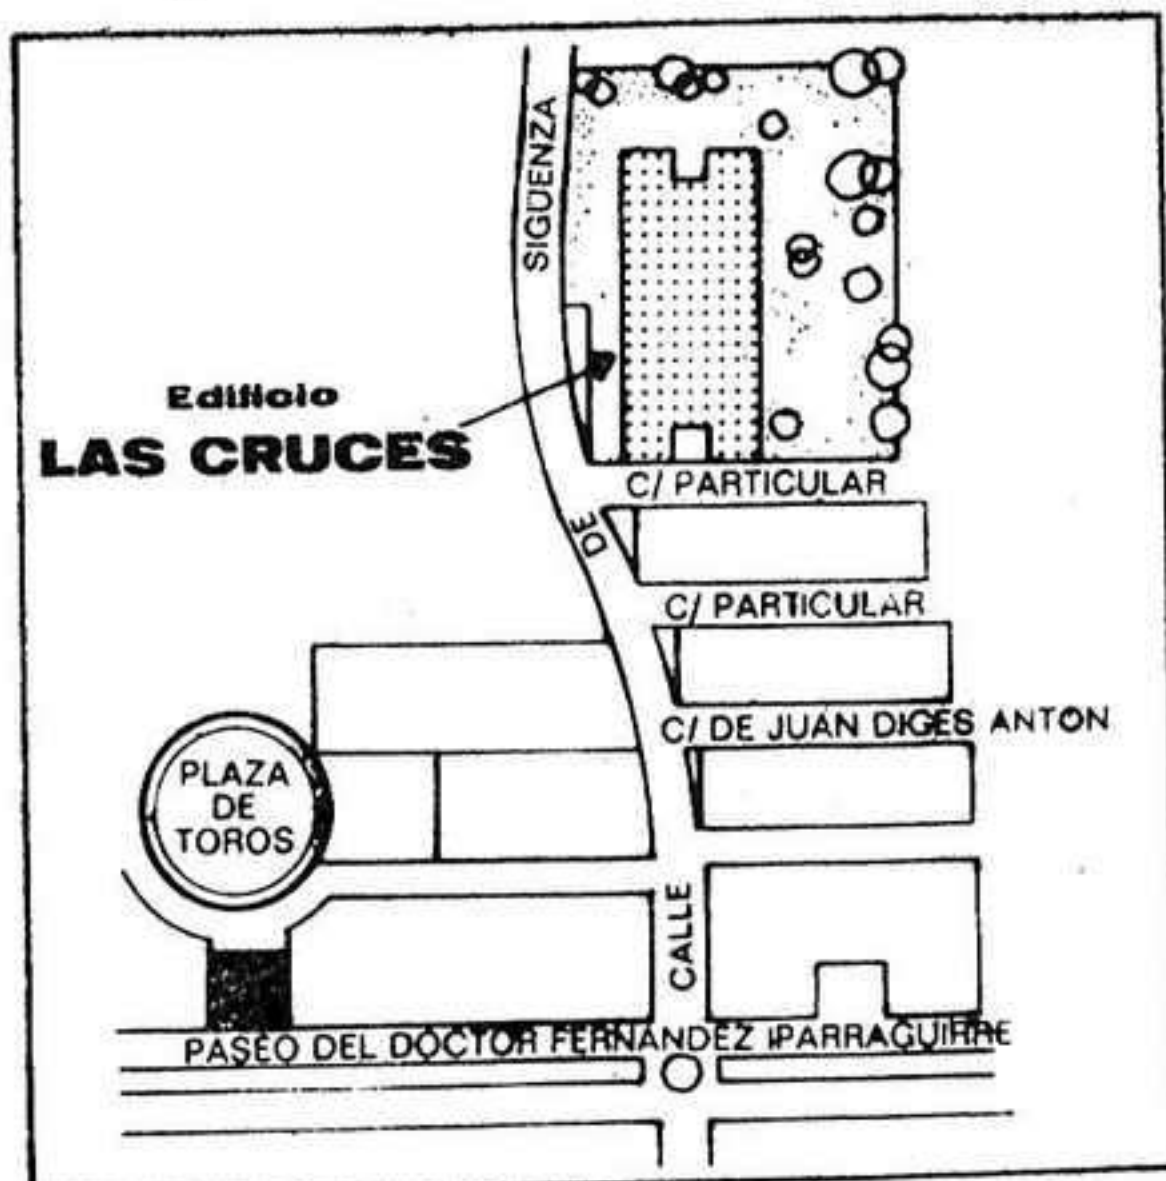 SIGÜENZA
Edificio
LAS CRUCES
C/ PARTICULAR
DE
C/ PARTICULAR
C/ DE JUAN DIGES ANTON
PLAZA
DE
TOROS
CALLE
PASEO DEL DOCTOR FERNANDEZ IPARRAGUIRRE